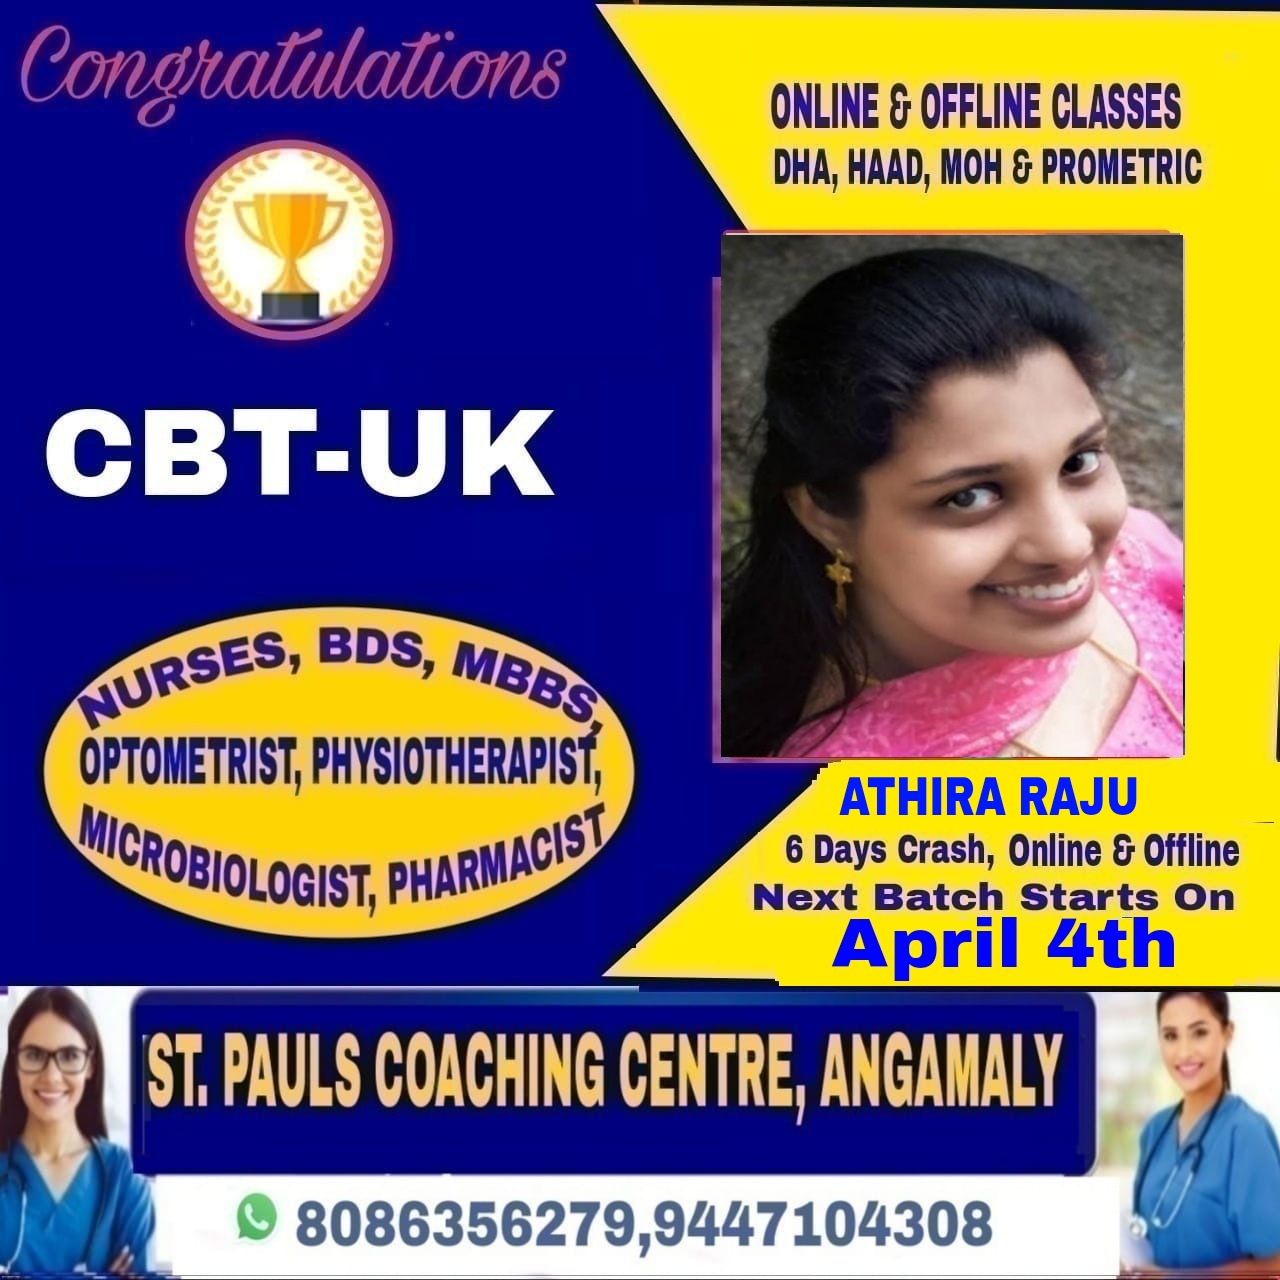 Congratulations
ONLINE & OFFLINE CLASSES
DHA, HAAD, MOH & PROMETRIC
CBT-UK
NURSES, BDS, MBBS,
OPTOMETRIST, PHYSIOTHERAPIST,
MICROBIOLOGIST, PHARMACIST
ATHIRA RAJU
6 Days Crash, Online & Offline
Next Batch Starts On
April 4th
ST. PAULS COACHING CENTRE, ANGAMALY
8086356279,9447104308